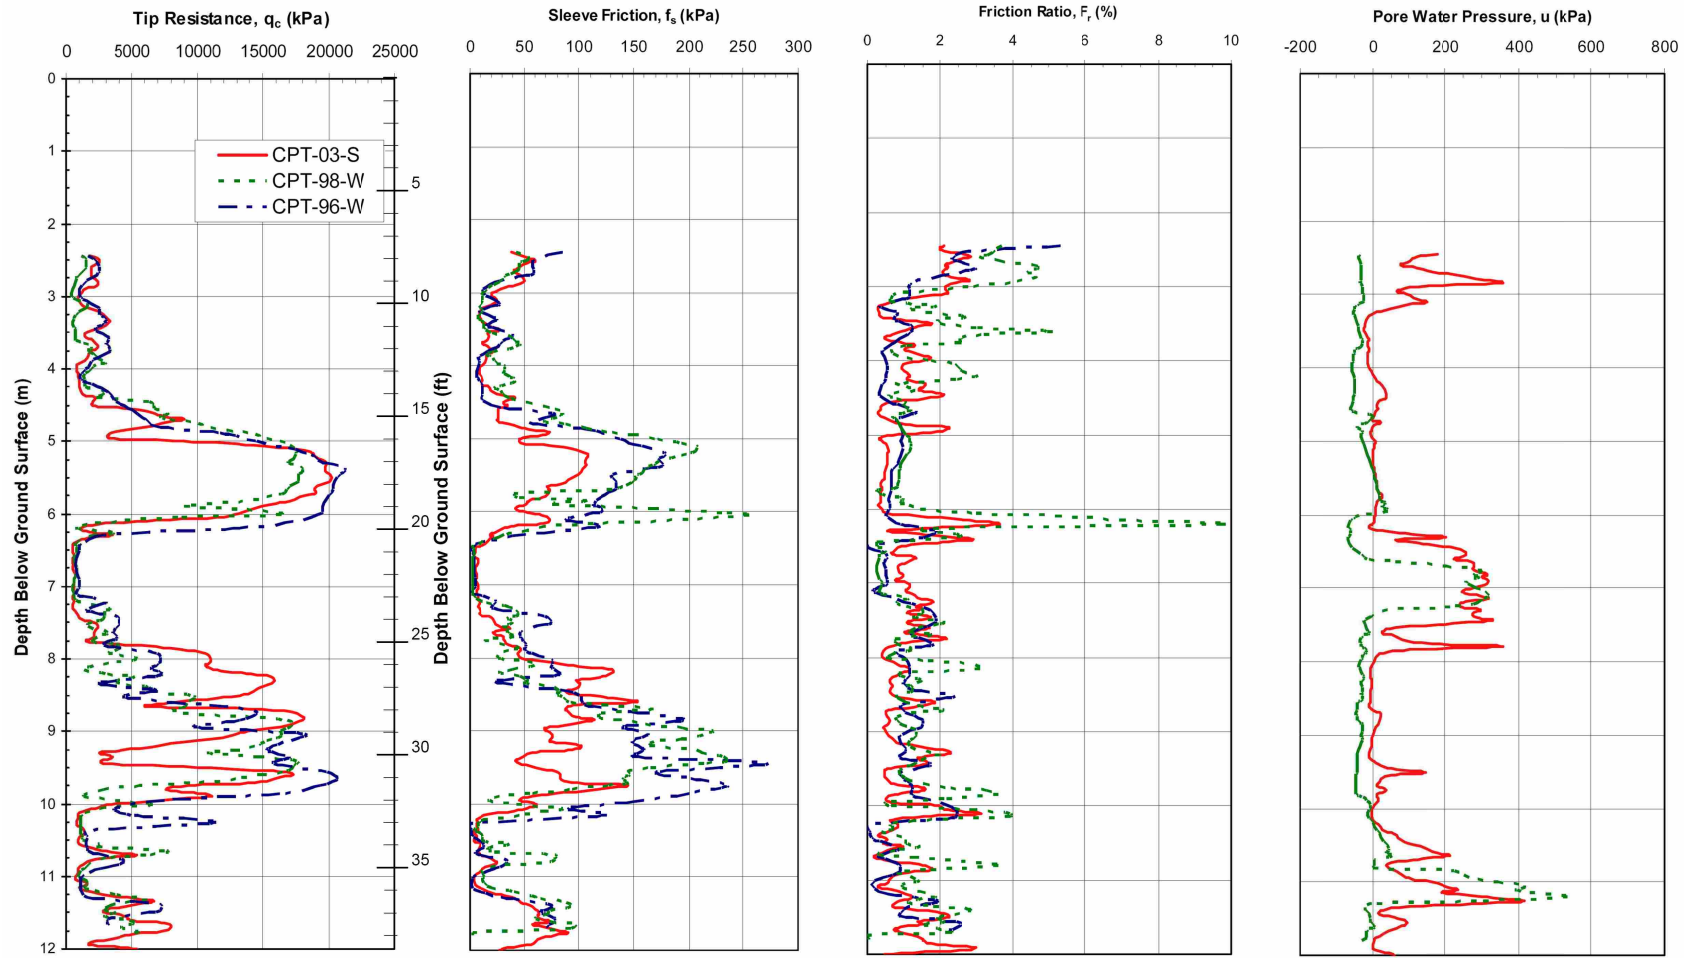 Tip Resistance, qc (kPa)
0 5000 10000 15000 20000 25000
Sleeve Friction, fs (kPa)
0 50 100 150 200 250 300
Friction Ratio, Fr (%)
0 2 4 6 8 10
Pore Water Pressure, u (kPa)
-200 0 200 400 600 800
CPT-03-S
CPT-98-W
CPT-96-W
Depth Below Ground Surface (m)
0
1
2
3
4
5
6
7
8
9
10
11
12
Depth Below Ground Surface (ft)
5
10
15
20
25
30
35